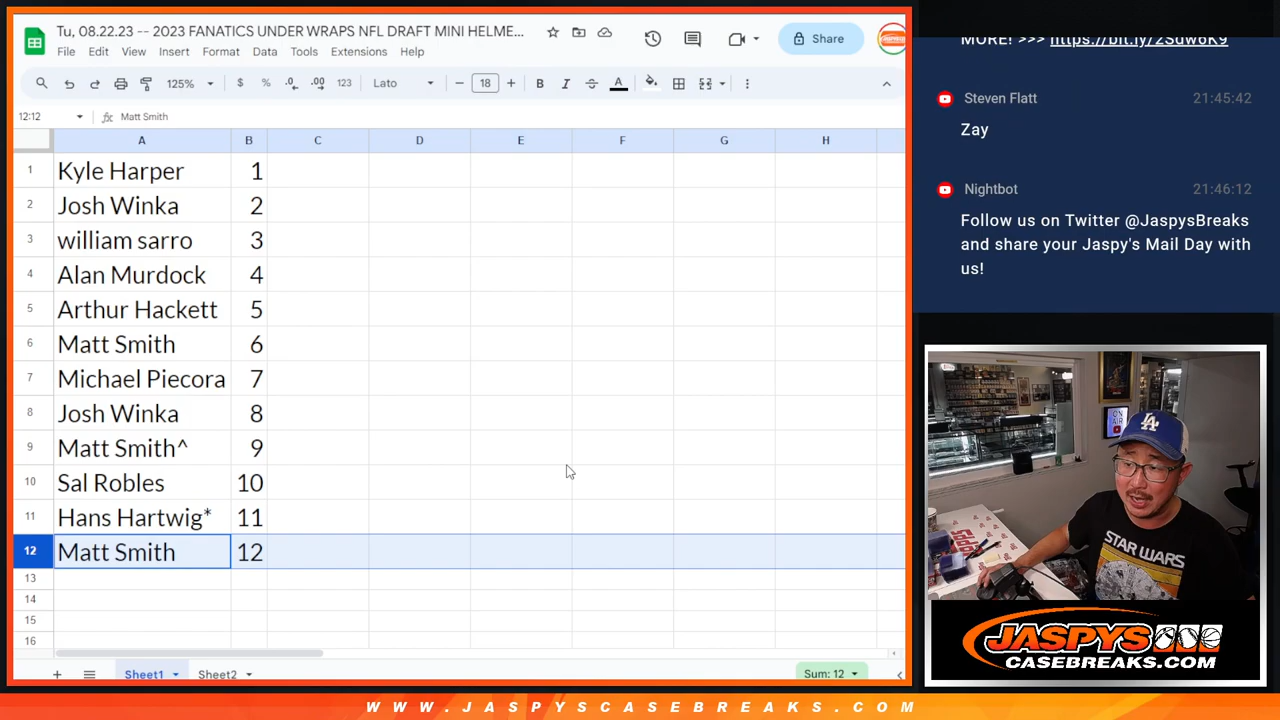 Tu, 08.22.23 -- 2023 FANATICS UNDER WRAPS NFL DRAFT MINI HELME...
File Edit View Insert Format Data Tools Extensions Help
Share
125% $ % .0 .00 123 Lato 18 B I A
12:12 fx Matt Smith
A B C D E F G H
1 Kyle Harper 1
2 Josh Winka 2
3 william sarro 3
4 Alan Murdock 4
5 Arthur Hackett 5
6 Matt Smith 6
7 Michael Piecora 7
8 Josh Winka 8
9 Matt Smith^ 9
10 Sal Robles 10
11 Hans Hartwig* 11
12 Matt Smith 12
13
14
15
16
Sheet1 Sheet2 Sum: 12
MORE! >>> https://bit.ly/2Sdw6K9
Steven Flatt 21:45:42
Zay
Nightbot 21:46:12
Follow us on Twitter @JaspysBreaks
and share your Jaspy's Mail Day with
us!
ON
AIR
LA
STAR WARS
JASPYS
CASEBREAKS.COM
WWW.JASPYSCASEBREAKS.COM